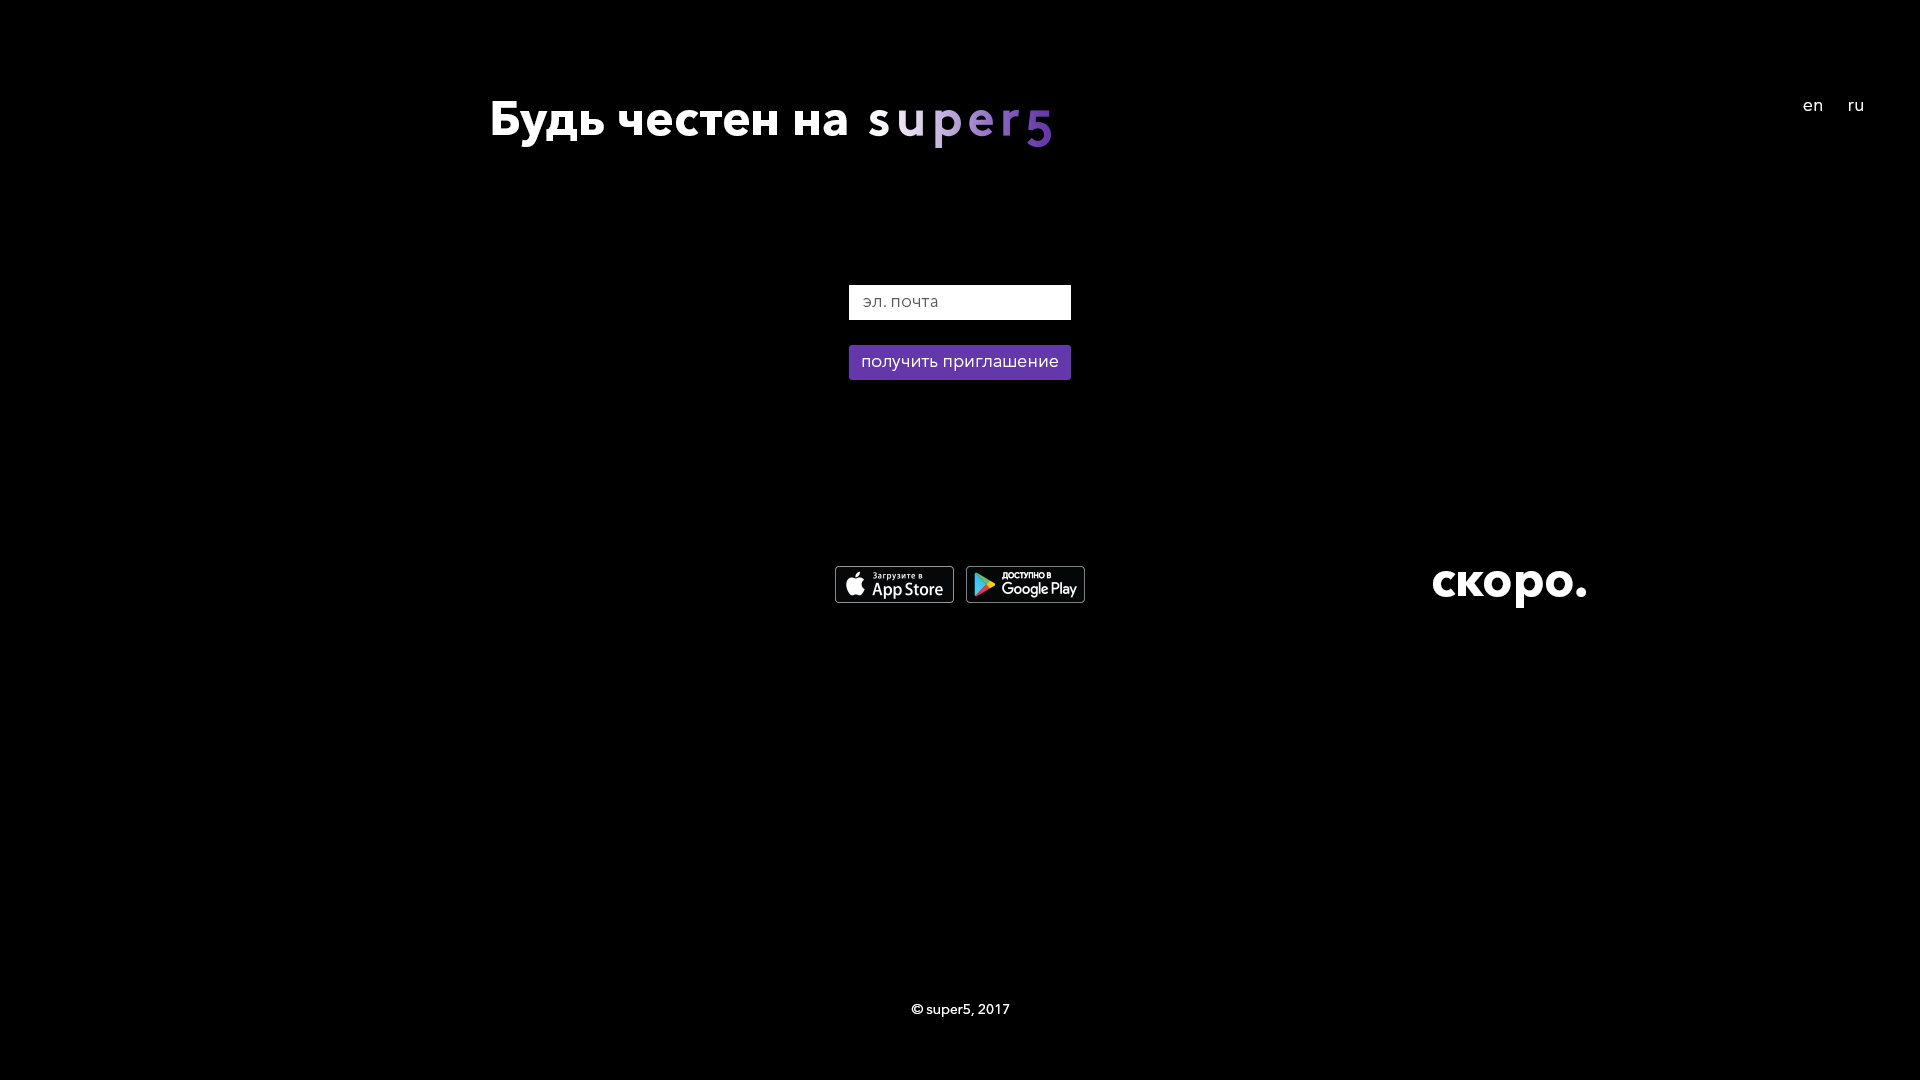 Будь честен на super5
en ru
эл. почта
получить приглашение
Загрузите в
App Store
ДОСТУПНО В
Google Play
скоро.
© super5, 2017